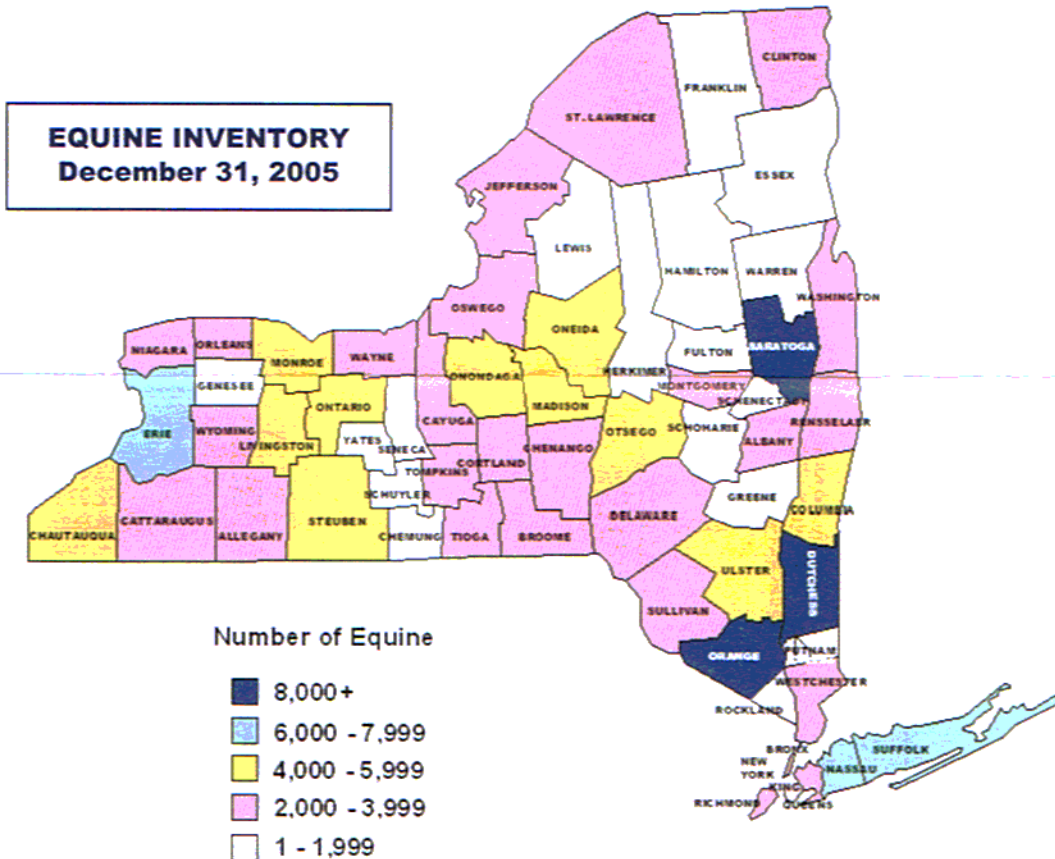 EQUINE INVENTORY
December 31, 2005
CLINTON
FRANKLIN
ST. LAWRENCE
ESSEX
JEFFERSON
LEWIS
HAMILTON
WARREN
WASHINGTON
OSWEGO
ONEIDA
SARATOGA
NIAGARA
ORLEANS
MONROE
WAYNE
FULTON
HERKIMER
GENESEE
ONONDAGA
MONTGOMERY
SCHENECTADY
ONTARIO
CAYUGA
MADISON
ERIE
WYOMING
LIVINGSTON
YATES
SENECA
OTSEGO
SCHOHARIE
ALBANY
RENSSELAER
CORTLAND
CHENANGO
TOMPKINS
SCHUYLER
GREENE
COLUMBIA
CHAUTAUQUA
CATTARAUGUS
ALLEGANY
STEUBEN
CHEMUNG
TIOGA
BROOME
DELAWARE
ULSTER
DUTCHESS
SULLIVAN
ORANGE
PUTNAM
WESTCHESTER
ROCKLAND
BRONX
NEW
YORK
NASSAU
SUFFOLK
KING
QUEENS
RICHMOND
Number of Equine
8,000+
6,000 - 7,999
4,000 - 5,999
2,000 - 3,999
1 - 1,999